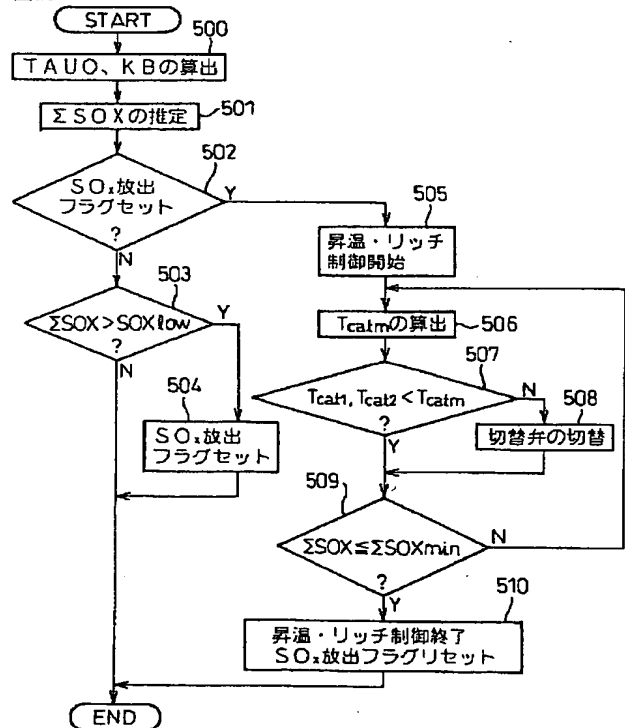 START
500
TAUO、KBの算出
ΣSOXの推定
501
502
SOx放出
フラグセット
?
Y
N
503
ΣSOX>SOXlow
?
Y
N
504
SOx放出
フラグセット
505
昇温・リッチ
制御開始
Tcatmの算出
506
507
Tcat1, Tcat2<Tcatm
?
N
Y
508
切替弁の切替
509
ΣSOX≦ΣSOXmin
?
N
Y
510
昇温・リッチ制御終了
SOx放出フラグリセット
END